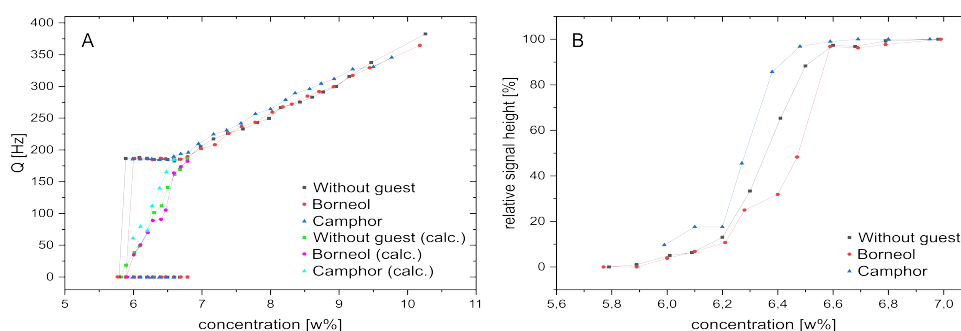 A
Q [Hz]
400
350
300
250
200
150
100
50
0
5
6
7
8
9
10
11
concentration [w%]
Without guest
Borneol
Camphor
Without guest (calc.)
Borneol (calc.)
Camphor (calc.)
B
relative signal height [%]
100
80
60
40
20
0
5,6
5,8
6,0
6,2
6,4
6,6
6,8
7,0
concentration [w%]
Without guest
Borneol
Camphor